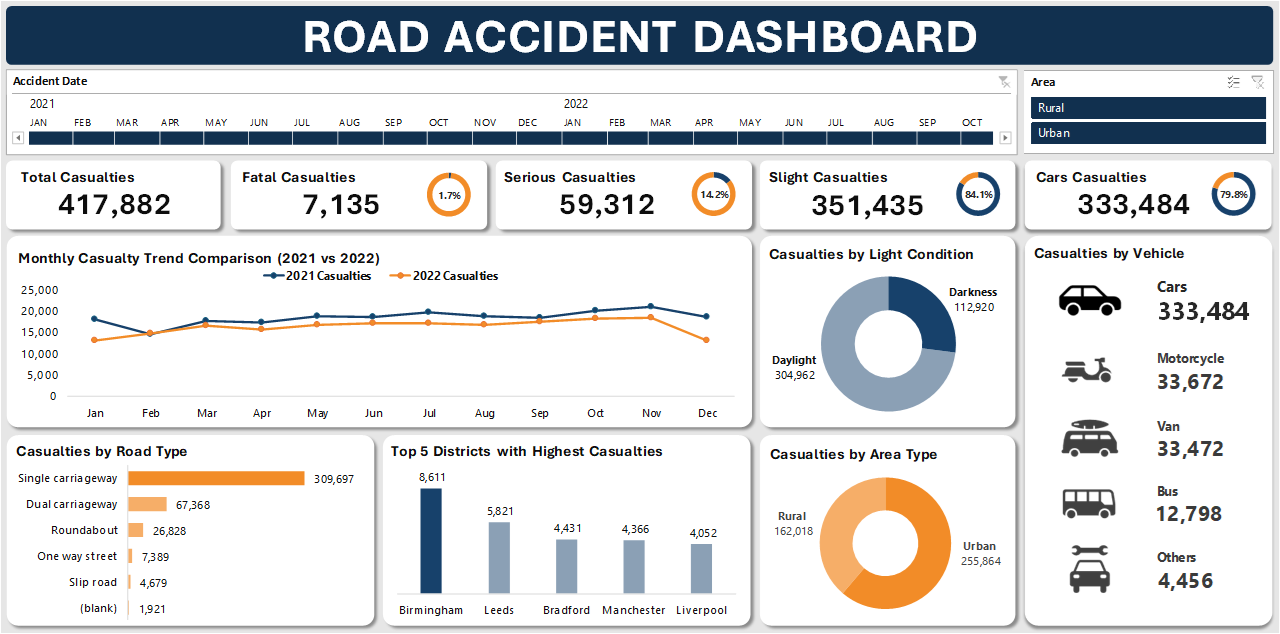 ROAD ACCIDENT DASHBOARD
Accident Date
2021 2022
JAN FEB MAR APR MAY JUN JUL AUG SEP OCT NOV DEC JAN FEB MAR APR MAY JUN JUL AUG SEP OCT
Area
Rural
Urban
Total Casualties
417,882
Fatal Casualties
7,135
1.7%
Serious Casualties
59,312
14.2%
Slight Casualties
351,435
84.1%
Cars Casualties
333,484
79.8%
Monthly Casualty Trend Comparison (2021 vs 2022)
2021 Casualties 2022 Casualties
25,000
20,000
15,000
10,000
5,000
0
Jan Feb Mar Apr May Jun Jul Aug Sep Oct Nov Dec
Casualties by Light Condition
Darkness
112,920
Daylight
304,962
Casualties by Vehicle
Cars
333,484
Motorcycle
33,672
Van
33,472
Bus
12,798
Others
4,456
Casualties by Road Type
Single carriageway 309,697
Dual carriageway 67,368
Roundabout 26,828
One way street 7,389
Slip road 4,679
(blank) 1,921
Top 5 Districts with Highest Casualties
8,611 5,821 4,431 4,366 4,052
Birmingham Leeds Bradford Manchester Liverpool
Casualties by Area Type
Rural
162,018
Urban
255,864